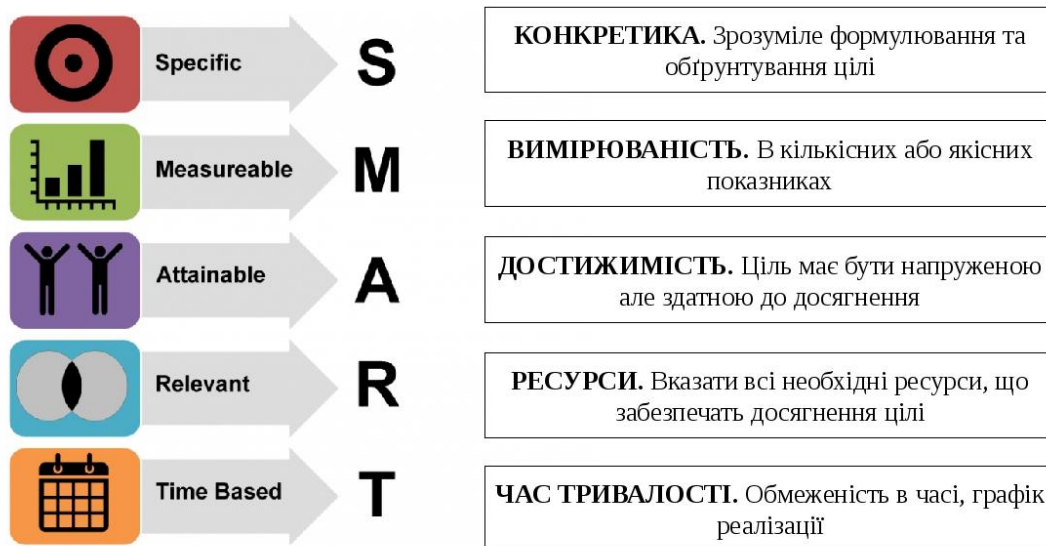 Specific
S
КОНКРЕТИКА. Зрозуміле формулювання та
обґрунтування цілі
Measureable
M
ВИМІРЮВАНІСТЬ. В кількісних або якісних
показниках
Attainable
A
ДОСТИЖИМІСТЬ. Ціль має бути напруженою
але здатною до досягнення
Relevant
R
РЕСУРСИ. Вказати всі необхідні ресурси, що
забезпечать досягнення цілі
Time Based
T
ЧАС ТРИВАЛОСТІ. Обмеженість в часі, графік
реалізації